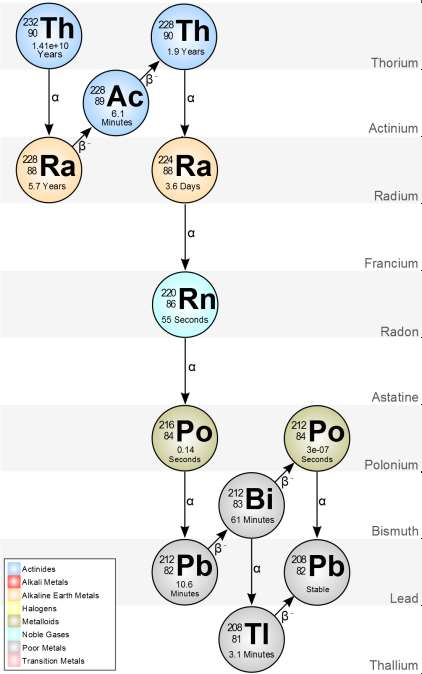 232
90
Th
1.41e+10
Years
228
90
Th
1.9 Years
Thorium
α
β⁻
α
228
89
Ac
6.1
Minutes
Actinium
β⁻
228
88
Ra
5.7 Years
224
88
Ra
3.6 Days
Radium
α
Francium
220
86
Rn
55 Seconds
Radon
α
Astatine
216
84
Po
0.14
Seconds
212
84
Po
3e-07
Seconds
Polonium
α
β⁻
α
212
83
Bi
61 Minutes
Bismuth
β⁻
212
82
Pb
10.6
Minutes
α
208
82
Pb
Stable
Lead
β⁻
208
81
Tl
3.1 Minutes
Thallium
Actinides
Alkali Metals
Alkaline Earth Metals
Halogens
Metalloids
Noble Gases
Poor Metals
Transition Metals